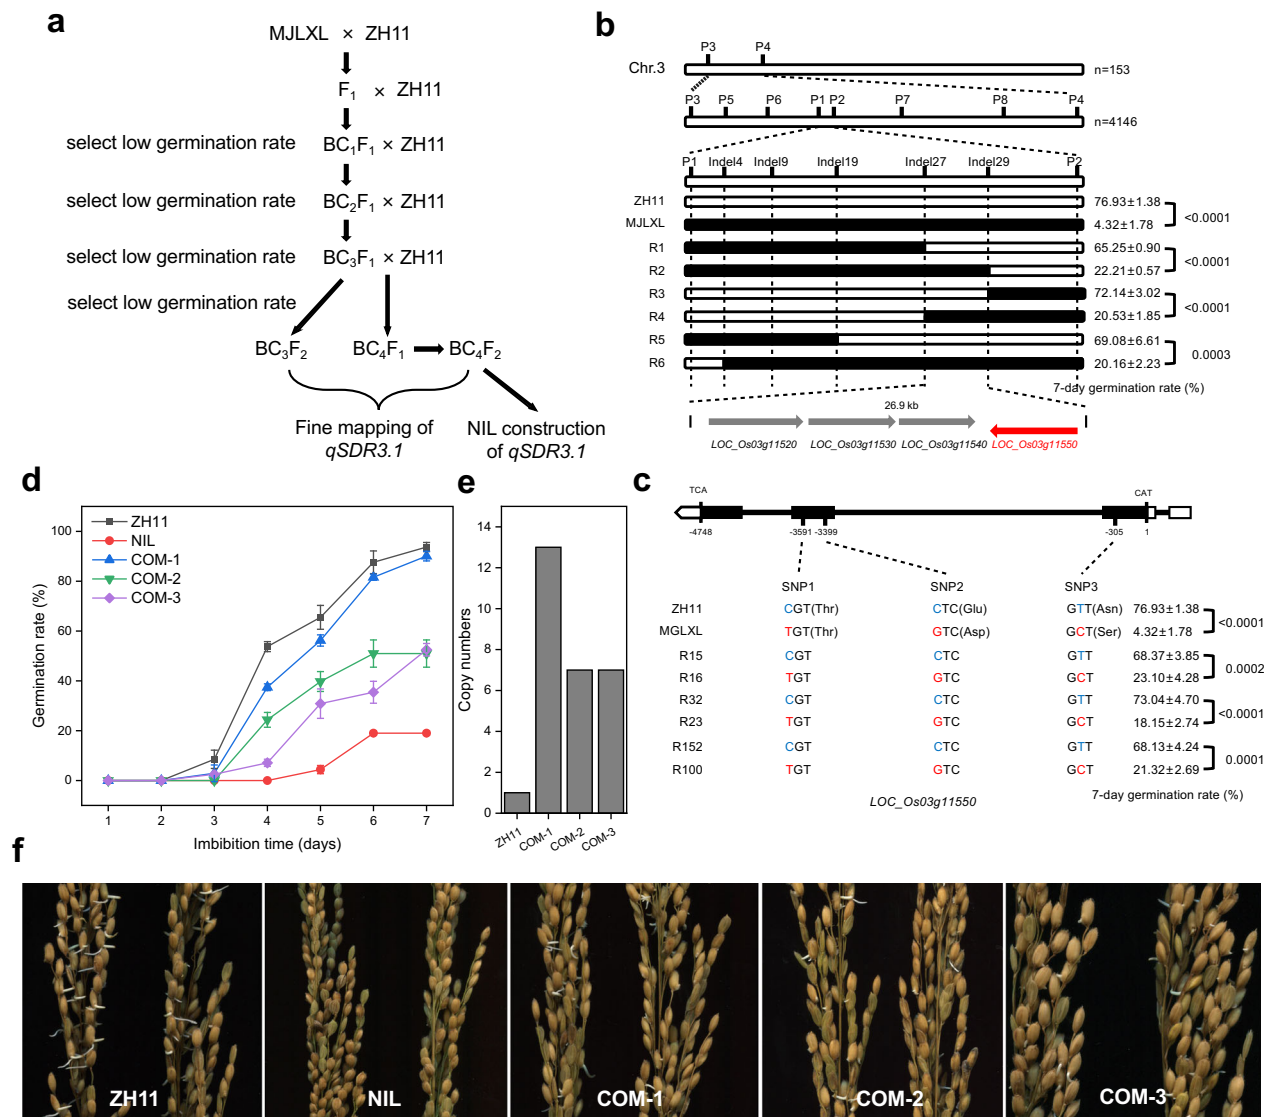 a
MJLXL × ZH11
F1 × ZH11
select low germination rate BC1F1 × ZH11
select low germination rate BC2F1 × ZH11
select low germination rate BC3F1 × ZH11
select low germination rate
BC3F2 BC4F1 BC4F2
Fine mapping of qSDR3.1
NIL construction of qSDR3.1
b
P3 P4
Chr.3 n=153
P3 P5 P6 P1 P2 P7 P8 P4
n=4146
P1 Indel4 Indel9 Indel19 Indel27 Indel29 P2
ZH11 76.93±1.38
MJLXL 4.32±1.78
<0.0001
R1 65.25±0.90
R2 22.21±0.57
<0.0001
R3 72.14±3.02
R4 20.53±1.85
<0.0001
R5 69.08±6.61
R6 20.16±2.23
0.0003
7-day germination rate (%)
26.9 kb
LOC_Os03g11520 LOC_Os03g11530 LOC_Os03g11540 LOC_Os03g11550
c
TCA CAT
-4748 -3591 -3399 -305 1
SNP1 SNP2 SNP3
ZH11 CGT(Thr) CTC(Glu) GTT(Asn) 76.93±1.38
MGLXL TGT(Thr) GTC(Asp) GCT(Ser) 4.32±1.78
<0.0001
R15 CGT CTC GTT 68.37±3.85
R16 TGT GTC GCT 23.10±4.28
0.0002
R32 CGT CTC GTT 73.04±4.70
R23 TGT GTC GCT 18.15±2.74
<0.0001
R152 CGT CTC GTT 68.13±4.24
R100 TGT GTC GCT 21.32±2.69
0.0001
7-day germination rate (%)
LOC_Os03g11550
d
ZH11
NIL
COM-1
COM-2
COM-3
Germination rate (%)
100
80
60
40
20
0
1 2 3 4 5 6 7
Imbibition time (days)
e
Copy numbers
14
12
10
8
6
4
2
0
ZH11 COM-1 COM-2 COM-3
f
ZH11 NIL COM-1 COM-2 COM-3